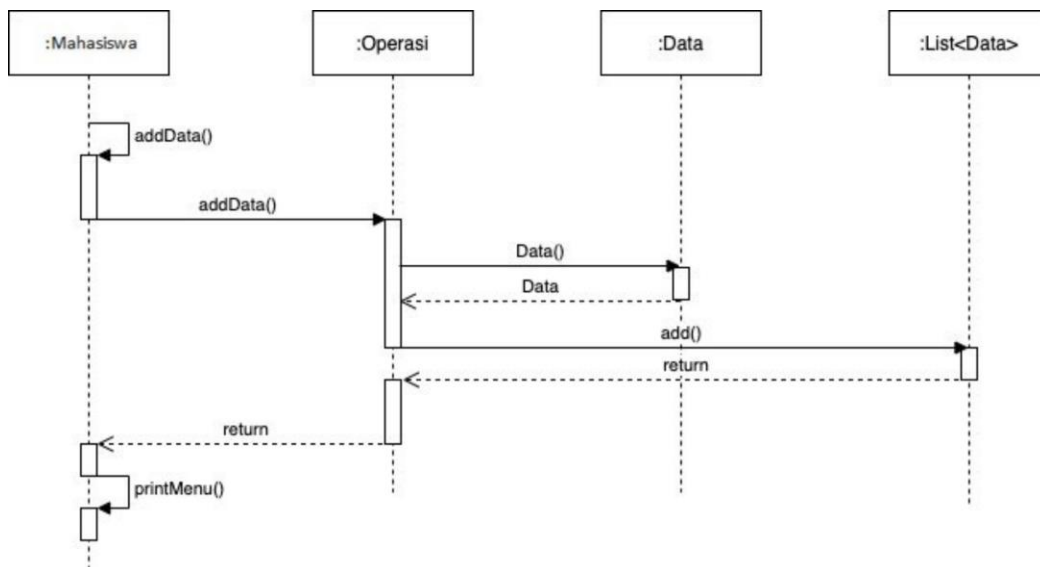 :Mahasiswa
:Operasi
:Data
:List<Data>
addData()
addData()
Data()
Data
add()
return
return
printMenu()